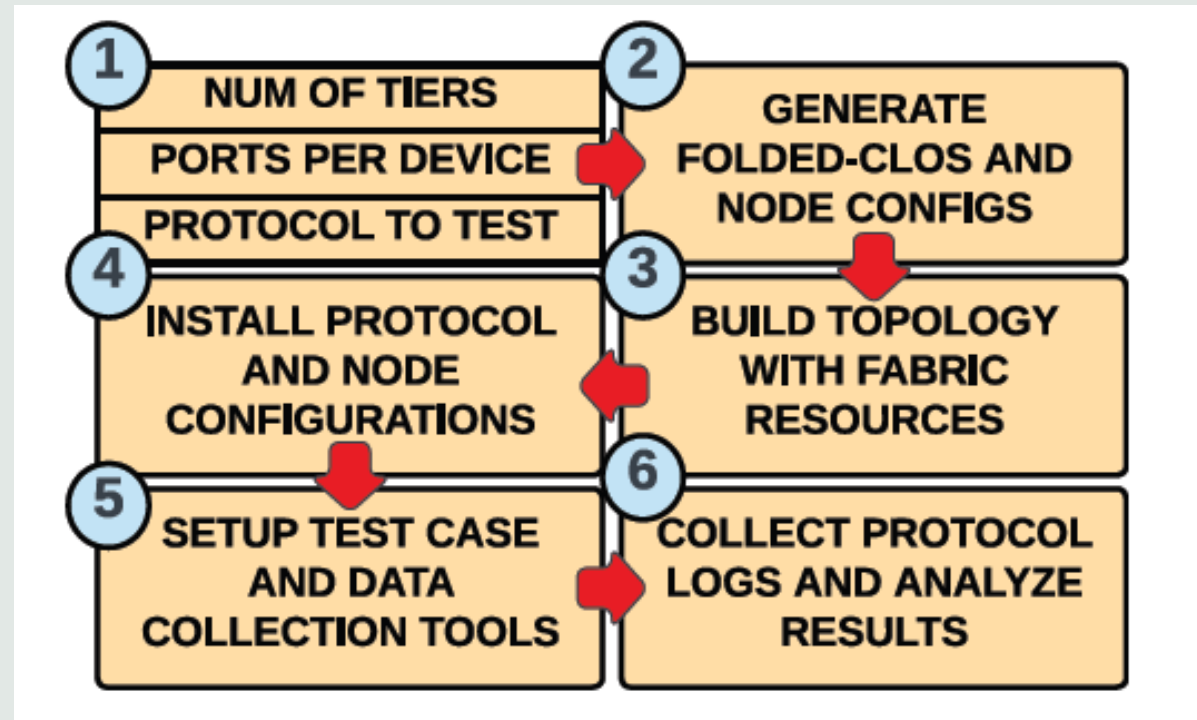 1
NUM OF TIERS
PORTS PER DEVICE
PROTOCOL TO TEST
2
GENERATE
FOLDED-CLOS AND
NODE CONFIGS
3
BUILD TOPOLOGY
WITH FABRIC
RESOURCES
4
INSTALL PROTOCOL
AND NODE
CONFIGURATIONS
5
SETUP TEST CASE
AND DATA
COLLECTION TOOLS
6
COLLECT PROTOCOL
LOGS AND ANALYZE
RESULTS